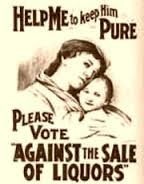 HELP ME to keep Him
PURE
PLEASE
VOTE
"AGAINST THE SALE
OF LIQUORS"